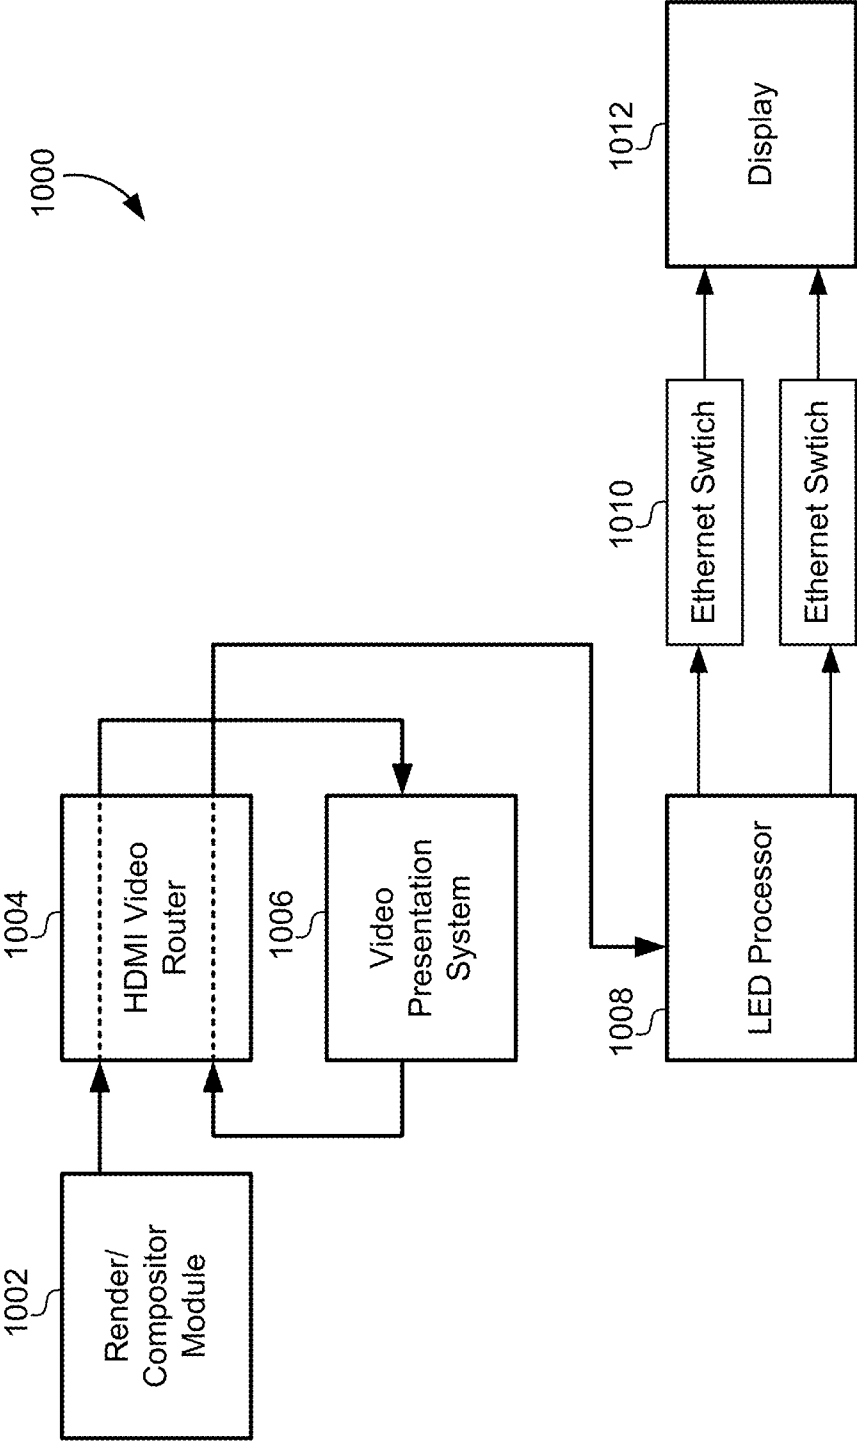 1000
1002
Render/
Compositor
Module
1004
HDMI Video
Router
1006
Video
Presentation
System
1008
LED Processor
1010
Ethernet Swtich
Ethernet Swtich
1012
Display